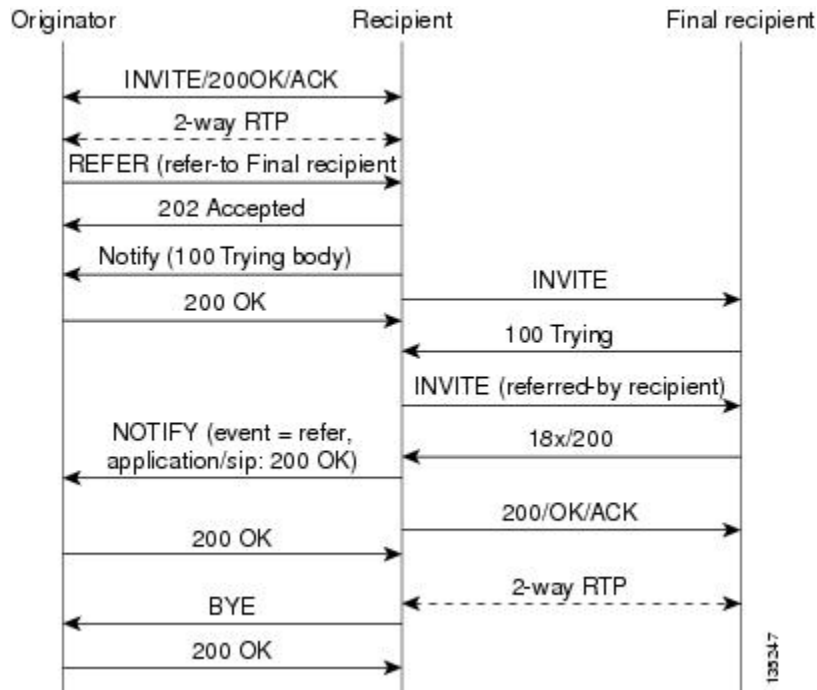 Originator Recipient Final recipient
INVITE/200OK/ACK
2-way RTP
REFER (refer-to Final recipient
202 Accepted
Notify (100 Trying body)
INVITE
200 OK
100 Trying
INVITE (referred-by recipient)
NOTIFY (event = refer,
application/sip: 200 OK)
18x/200
200/OK/ACK
200 OK
2-way RTP
BYE
200 OK
135247